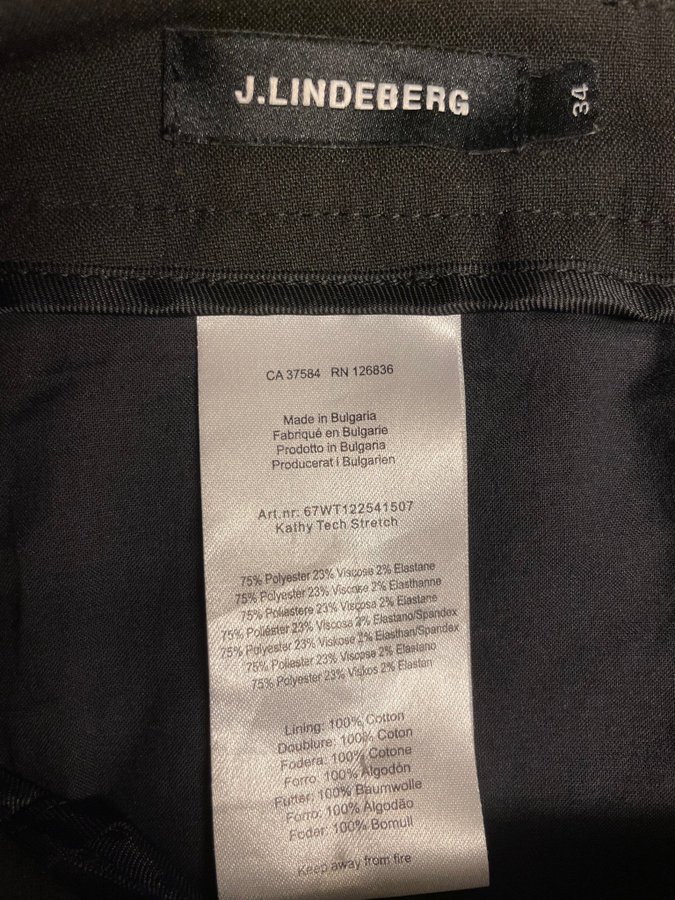 J.LINDEBERG
34
CA 37584 RN 126836
Made in Bulgaria
Fabriqué en Bulgarie
Prodotto in Bulgaria
Producerat i Bulgarien
Art.nr: 67WT122541507
Kathy Tech Stretch
75% Polyester 23% Viscose 2% Elastane
75% Polyester 23% Viscose 2% Elasthanne
75% Poliestere 23% Viscosa 2% Elastane
75% Poliéster 23% Viscosa 2% Elastano/Spandex
75% Polyester 23% Viskose 2% Elasthan/Spandex
75% Poliester 23% Viscose 2% Elastano
75% Polyester 23% Viskos 2% Elastan
Lining: 100% Cotton
Doublure: 100% Coton
Fodera: 100% Cotone
Forro: 100% Algodón
Futter: 100% Baumwolle
Forro: 100% Algodão
Foder: 100% Bomull
Keep away from fire